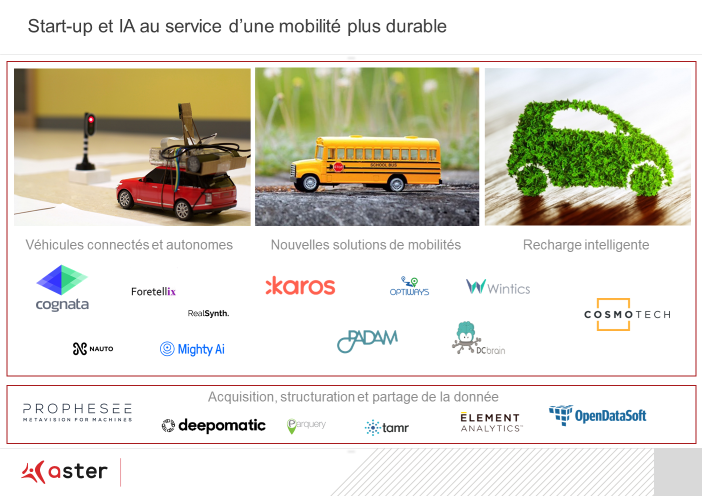 Start-up et IA au service d'une mobilité plus durable
SCHOOL BUS
Véhicules connectés et autonomes
Nouvelles solutions de mobilités
Recharge intelligente
cognata
Foretellix
RealSynth.
NAUTO
Mighty Ai
karos
OPTIWAYS
Wintics
PADAM
DCbrain
COSMOTECH
Acquisition, structuration et partage de la donnée
PROPHESEE
METAVISION FOR MACHINES
deepomatic
Parquery
tamr
ELEMENT
ANALYTICS
OpenDataSoft
aster